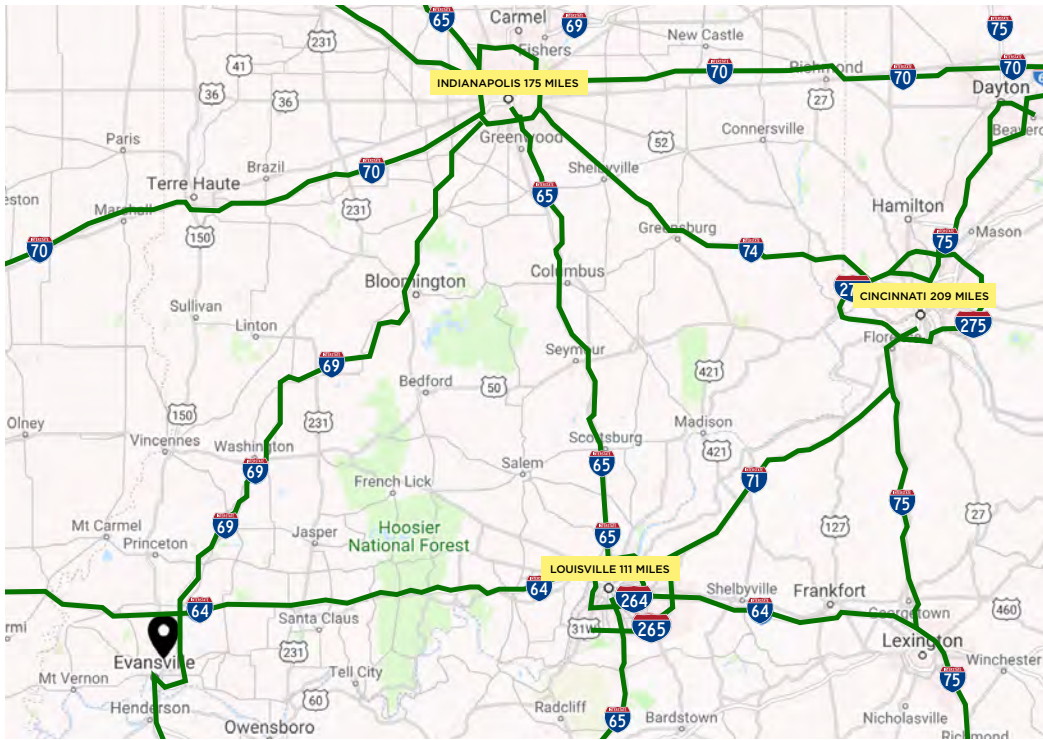 65
Carmel
69
75
231
Fishers
New Castle
41
INDIANAPOLIS 175 MILES
70
Richmond
70
70
36
36
27
Dayton
Greenwood
Connersville
Paris
52
Brazil
70
Shelbyville
Terre Haute
65
Marshall
231
Hamilton
150
Greensburg
75
Mason
70
74
Bloomington
Columbus
CINCINNATI 209 MILES
Sullivan
275
Linton
Seymour
69
421
Bedford
50
150
231
Olney
Madison
Vincennes
Washington
Scottsburg
421
69
Salem
65
71
French Lick
75
69
27
Mt Carmel
Jasper
Hoosier
National Forest
65
127
Princeton
LOUISVILLE 111 MILES
64
Shelbyville
Frankfort
64
264
64
Georgetown
460
Santa Claus
31W
265
Evansville
231
Lexington
Winchester
Mt Vernon
Tell City
75
60
Henderson
Radcliff
65
Bardstown
Nicholasville
Owensboro
Richmond